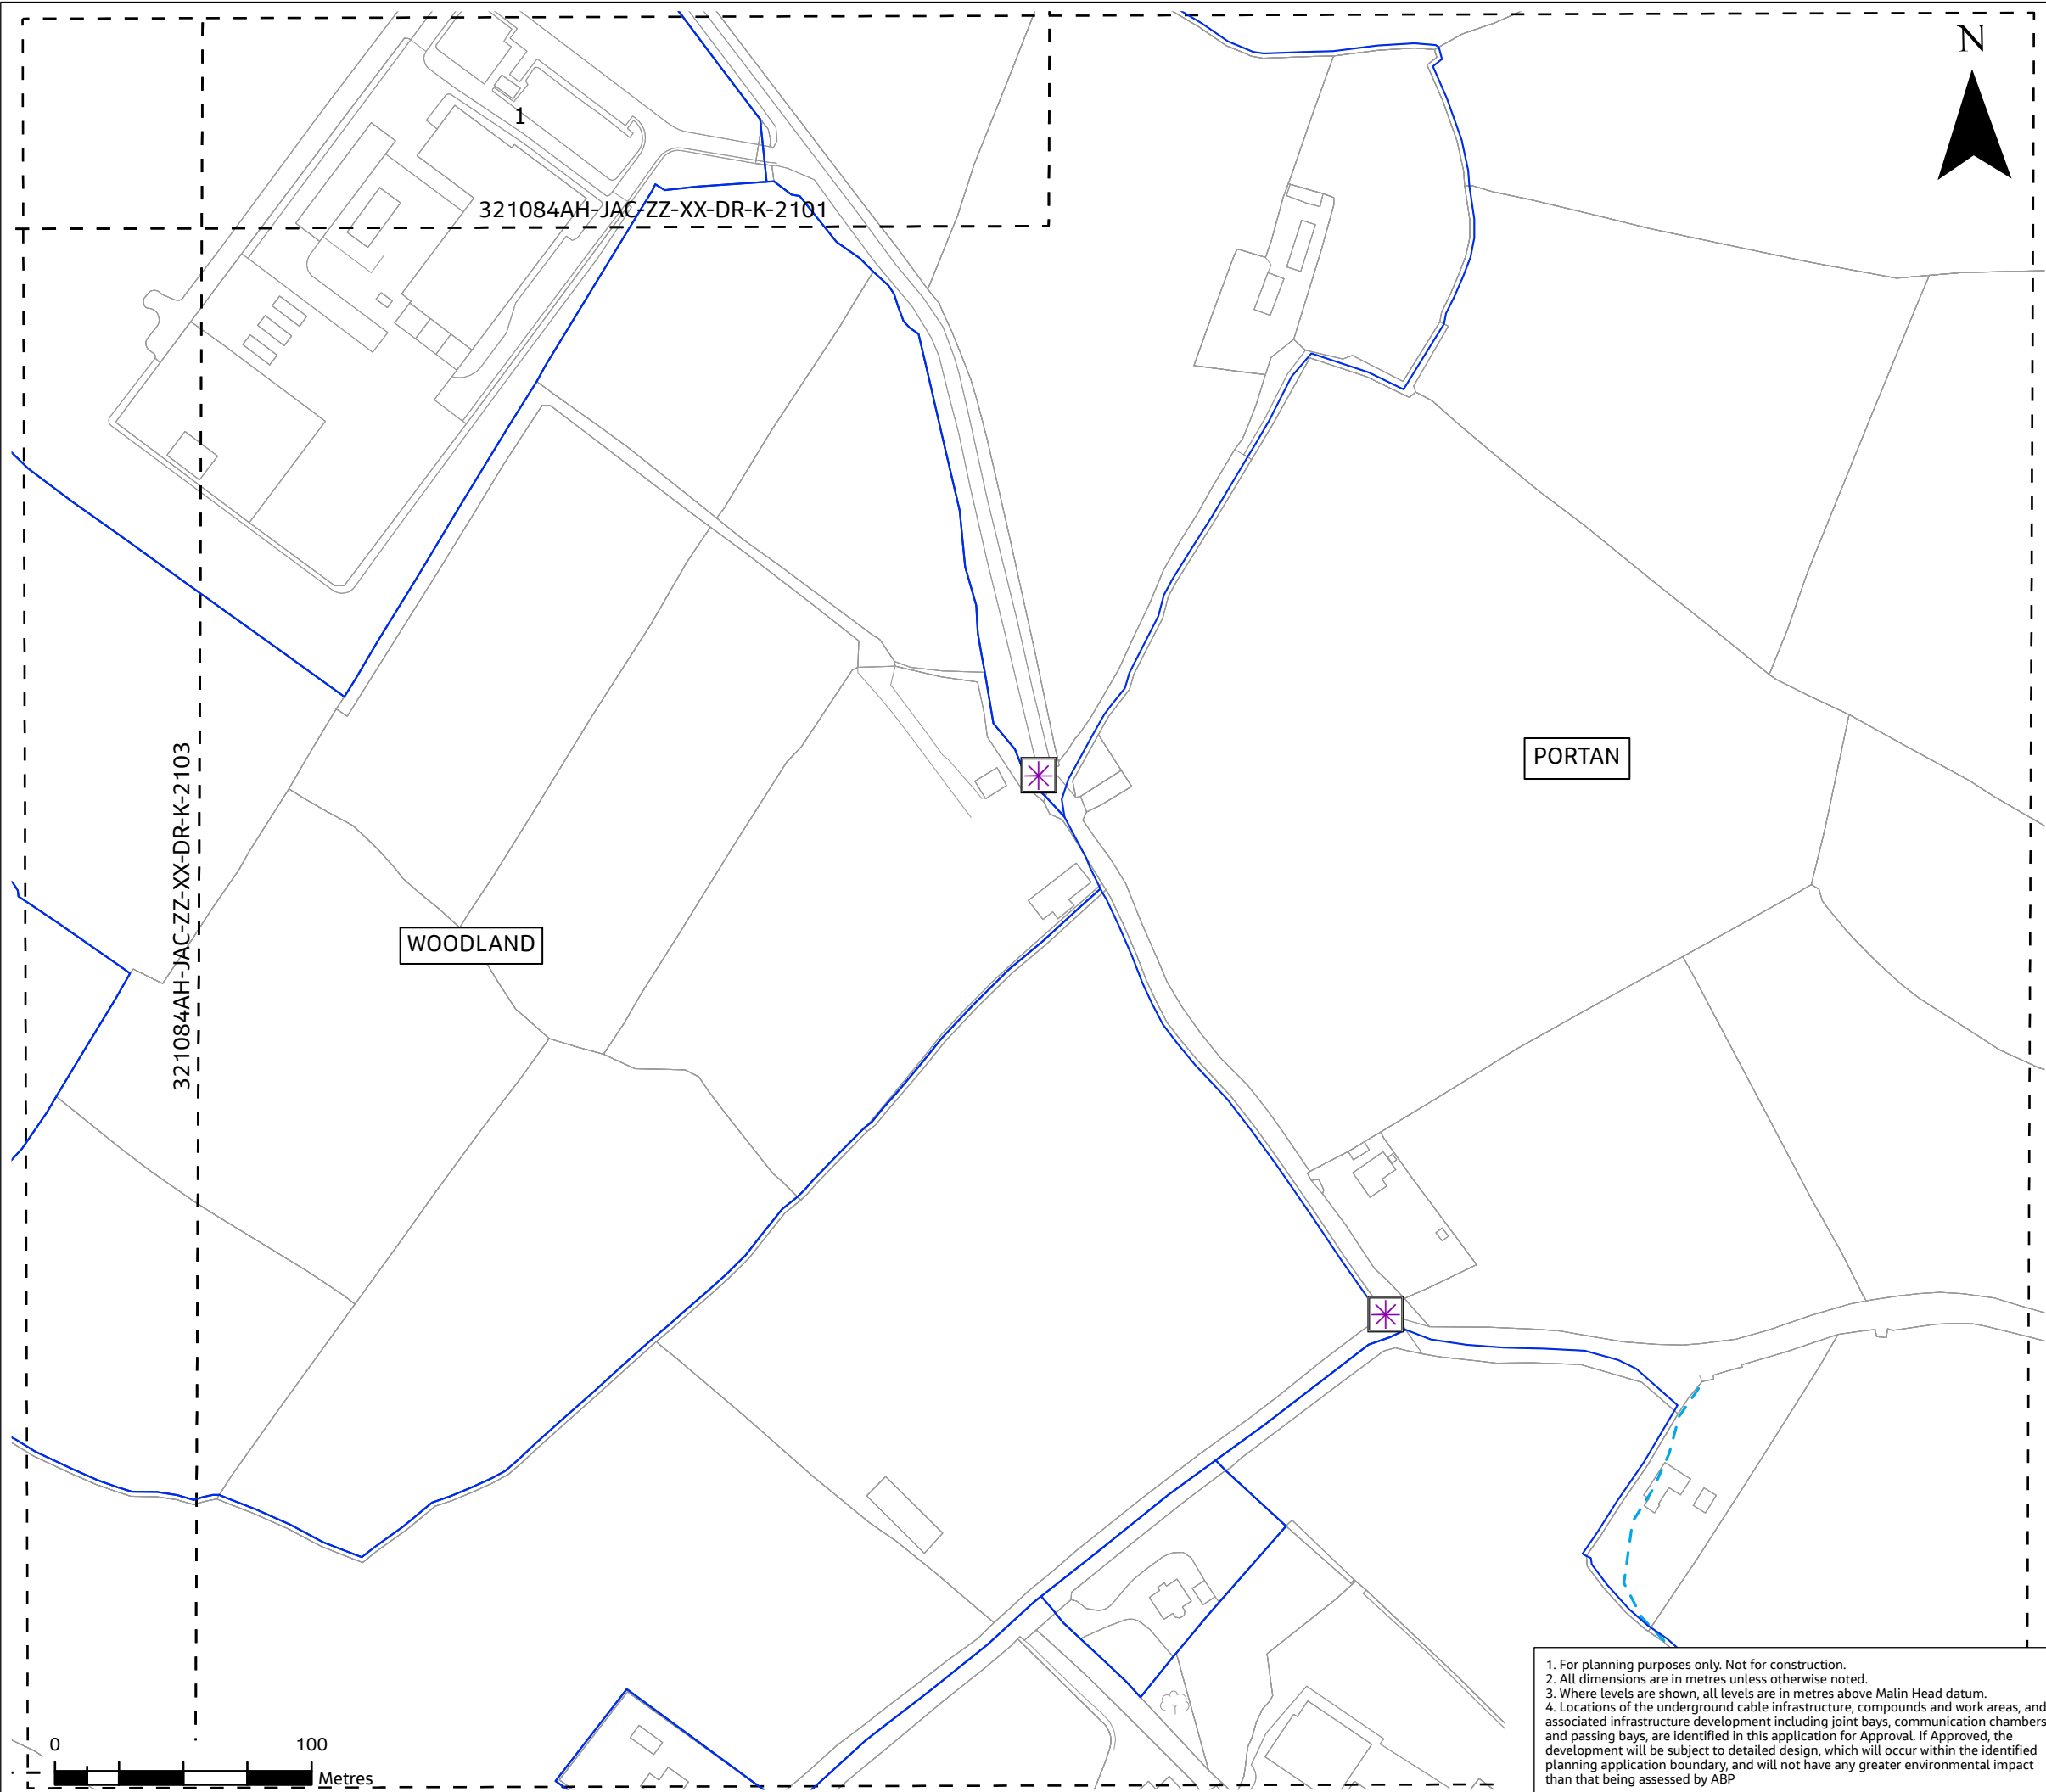 N
1
321084AH-JAC-ZZ-XX-DR-K-2101
321084AH-JAC-ZZ-XX-DR-K-2103
PORTAN
WOODLAND
0 100
Metres
1. For planning purposes only. Not for construction.
2. All dimensions are in metres unless otherwise noted.
3. Where levels are shown, all levels are in metres above Malin Head datum.
4. Locations of the underground cable infrastructure, compounds and work areas, and
associated infrastructure development including joint bays, communication chambers
and passing bays, are identified in this application for Approval. If Approved, the
development will be subject to detailed design, which will occur within the identified
planning application boundary, and will not have any greater environmental impact
than that being assessed by ABP